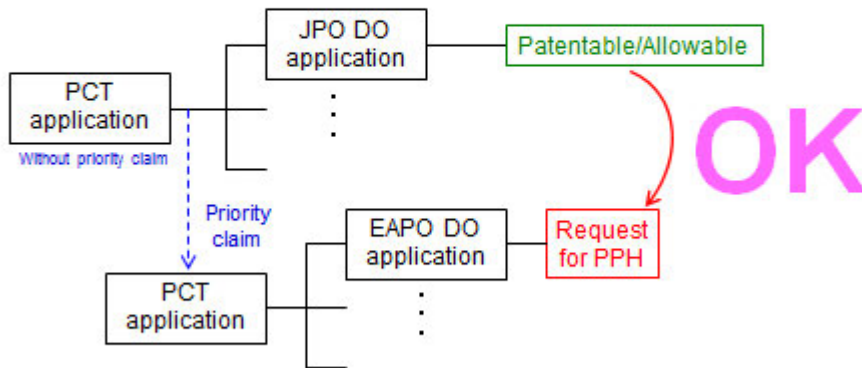 JPO DO
application
Patentable/Allowable
PCT
application
Without priority claim
OK
Priority
claim
EAPO DO
application
Request
for PPH
PCT
application